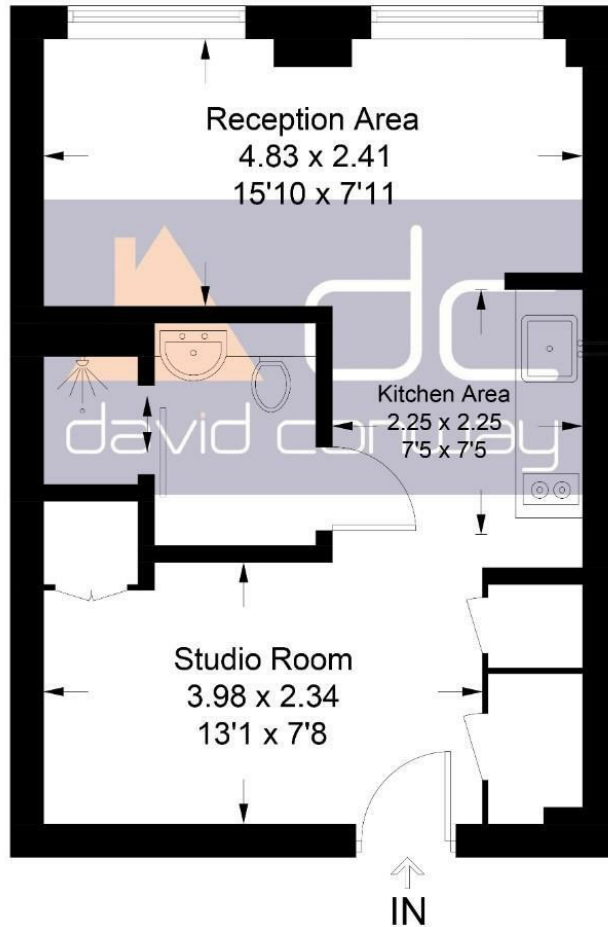 Reception Area
4.83 x 2.41
15'10 x 7'11
dc
Kitchen Area
2.25 x 2.25
7'5 x 7'5
david conway
Studio Room
3.98 x 2.34
13'1 x 7'8
IN